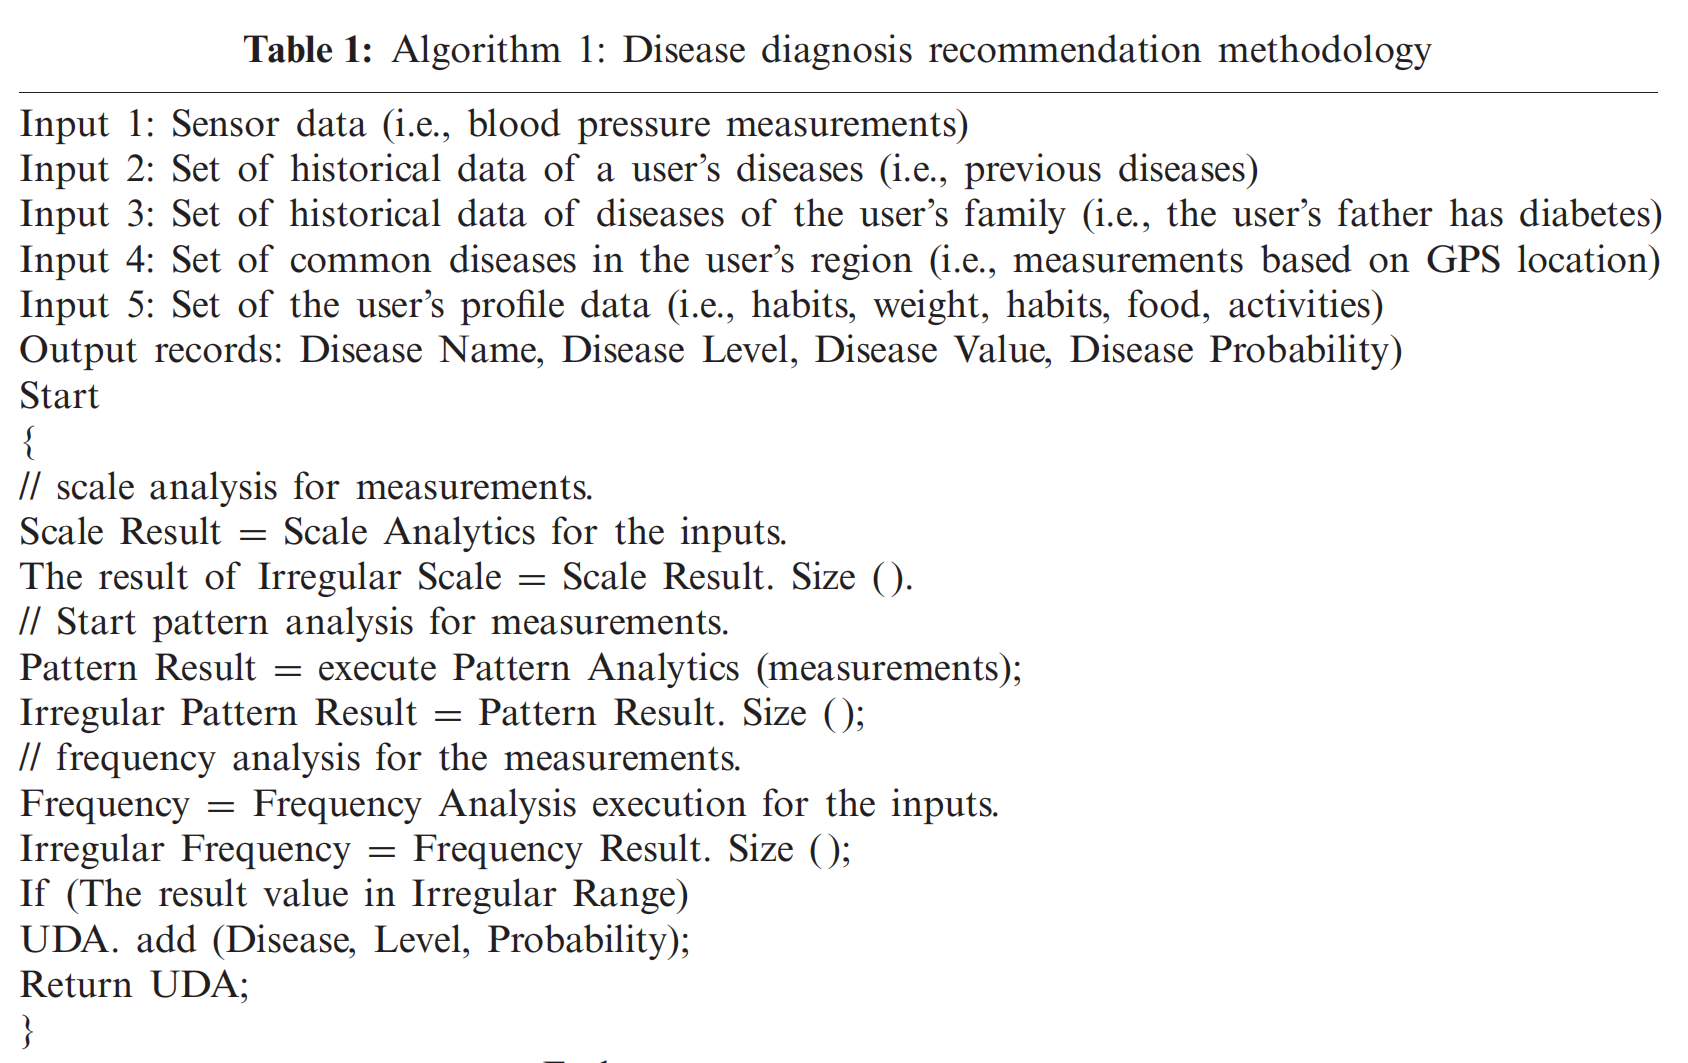 Table 1: Algorithm 1: Disease diagnosis recommendation methodology
Input 1: Sensor data (i.e., blood pressure measurements)
Input 2: Set of historical data of a user’s diseases (i.e., previous diseases)
Input 3: Set of historical data of diseases of the user’s family (i.e., the user’s father has diabetes)
Input 4: Set of common diseases in the user’s region (i.e., measurements based on GPS location)
Input 5: Set of the user’s profile data (i.e., habits, weight, habits, food, activities)
Output records: Disease Name, Disease Level, Disease Value, Disease Probability)
Start
{
// scale analysis for measurements.
Scale Result = Scale Analytics for the inputs.
The result of Irregular Scale = Scale Result. Size ().
// Start pattern analysis for measurements.
Pattern Result = execute Pattern Analytics (measurements);
Irregular Pattern Result = Pattern Result. Size ();
// frequency analysis for the measurements.
Frequency = Frequency Analysis execution for the inputs.
Irregular Frequency = Frequency Result. Size ();
If (The result value in Irregular Range)
UDA. add (Disease, Level, Probability);
Return UDA;
}